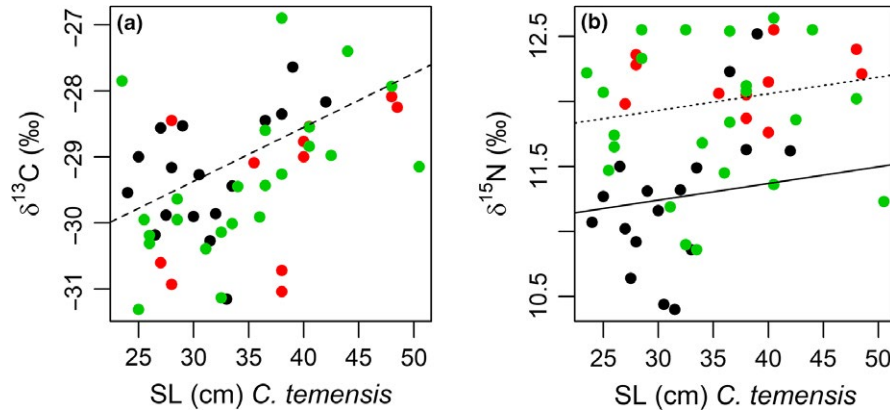 (a)
-27
-28
-29
-30
-31
δ¹³C (‰)
25 30 35 40 45 50
SL (cm) C. temensis
(b)
12.5
11.5
10.5
δ¹⁵N (‰)
25 30 35 40 45 50
SL (cm) C. temensis